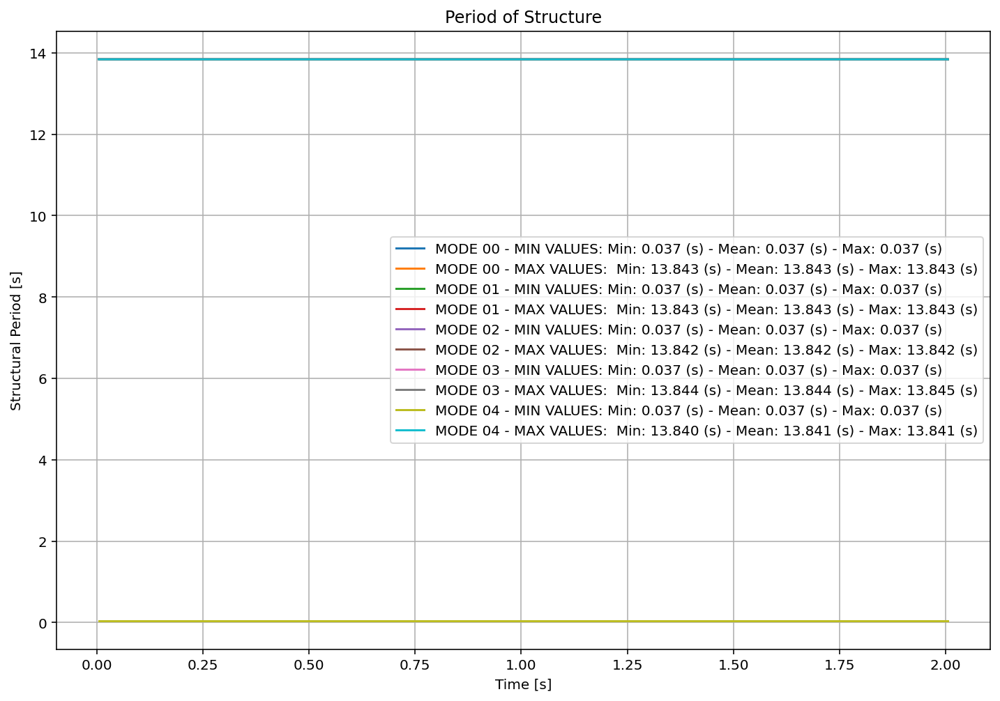 Period of Structure
Structural Period [s]
14
12
10
8
6
4
2
0
MODE 00 - MIN VALUES: Min: 0.037 (s) - Mean: 0.037 (s) - Max: 0.037 (s)
MODE 00 - MAX VALUES:  Min: 13.843 (s) - Mean: 13.843 (s) - Max: 13.843 (s)
MODE 01 - MIN VALUES: Min: 0.037 (s) - Mean: 0.037 (s) - Max: 0.037 (s)
MODE 01 - MAX VALUES:  Min: 13.843 (s) - Mean: 13.843 (s) - Max: 13.843 (s)
MODE 02 - MIN VALUES: Min: 0.037 (s) - Mean: 0.037 (s) - Max: 0.037 (s)
MODE 02 - MAX VALUES:  Min: 13.842 (s) - Mean: 13.842 (s) - Max: 13.842 (s)
MODE 03 - MIN VALUES: Min: 0.037 (s) - Mean: 0.037 (s) - Max: 0.037 (s)
MODE 03 - MAX VALUES:  Min: 13.844 (s) - Mean: 13.844 (s) - Max: 13.845 (s)
MODE 04 - MIN VALUES: Min: 0.037 (s) - Mean: 0.037 (s) - Max: 0.037 (s)
MODE 04 - MAX VALUES:  Min: 13.840 (s) - Mean: 13.841 (s) - Max: 13.841 (s)
0.00 0.25 0.50 0.75 1.00 1.25 1.50 1.75 2.00
Time [s]